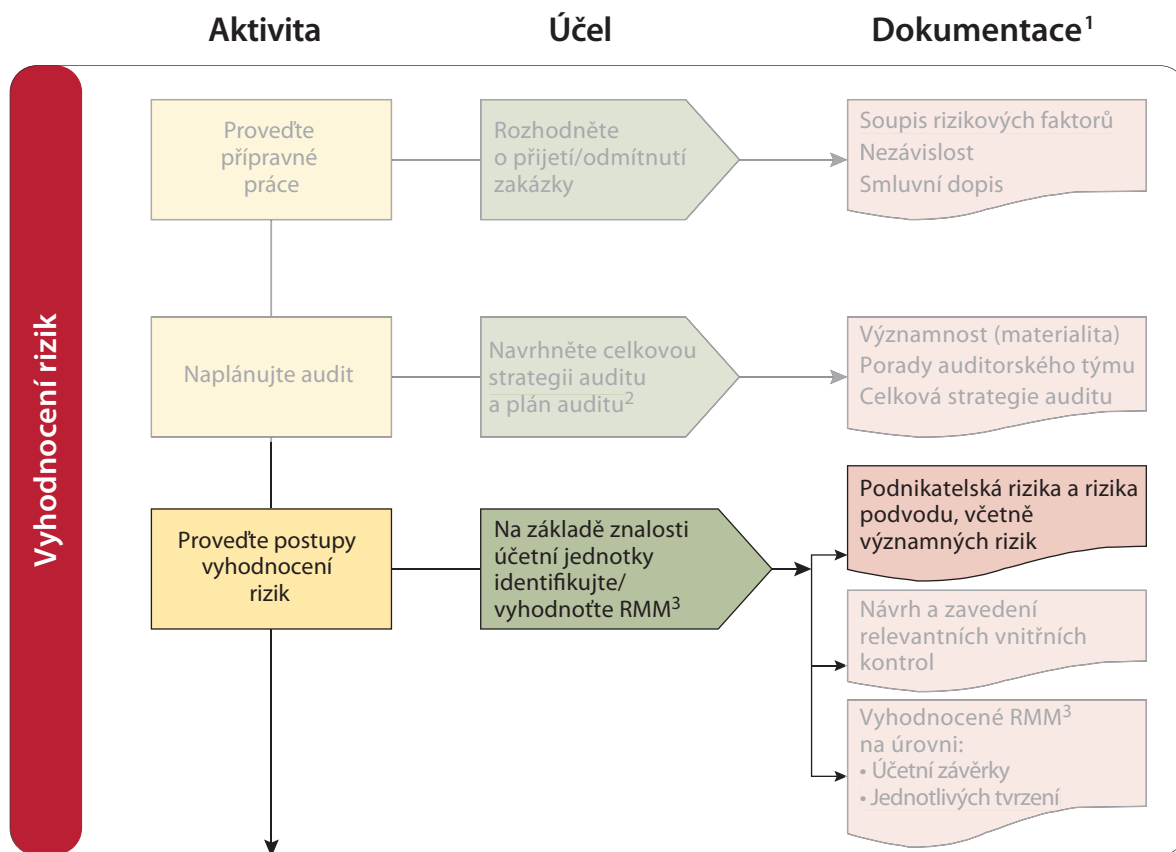 Aktivita
Účel
Dokumentace¹
Vyhodnocení rizik
Proveďte
přípravné
práce
Rozhodněte
o přijetí/odmítnutí
zakázky
Soupis rizikových faktorů
Nezávislost
Smluvní dopis
Naplánujte audit
Navrhněte celkovou
strategii auditu
a plán auditu²
Významnost (materialita)
Porady auditorského týmu
Celková strategie auditu
Proveďte postupy
vyhodnocení
rizik
Na základě znalosti
účetní jednotky
identifikujte/
vyhodnoťte RMM³
Podnikatelská rizika a rizika
podvodu, včetně
významných rizik
Návrh a zavedení
relevantních vnitřních
kontrol
Vyhodnocené RMM³
na úrovni:
• Účetní závěrky
• Jednotlivých tvrzení